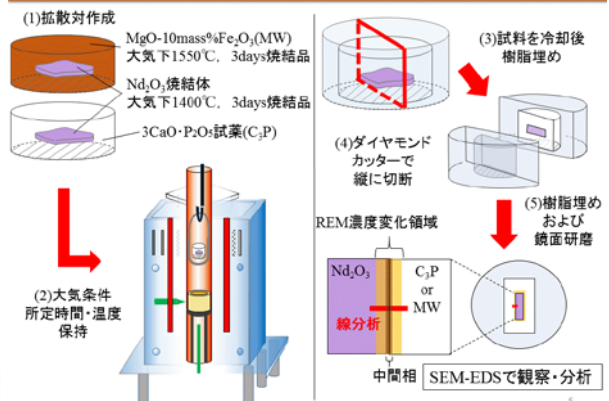 (1)拡散対作成
MgO-10mass%Fe₂O₃(MW)
大気下1550℃, 3days焼結品
Nd₂O₃焼結体
大気下1400℃, 3days焼結品
3CaO・P₂O₅試薬(C₃P)
(2)大気条件
所定時間・温度
保持
(3)試料を冷却後
樹脂埋め
(4)ダイヤモンド
カッターで
縦に切断
(5)樹脂埋め
および
鏡面研磨
REM濃度変化領域
Nd₂O₃
C₃P
or
MW
線分析
中間相
SEM-EDSで観察・分析